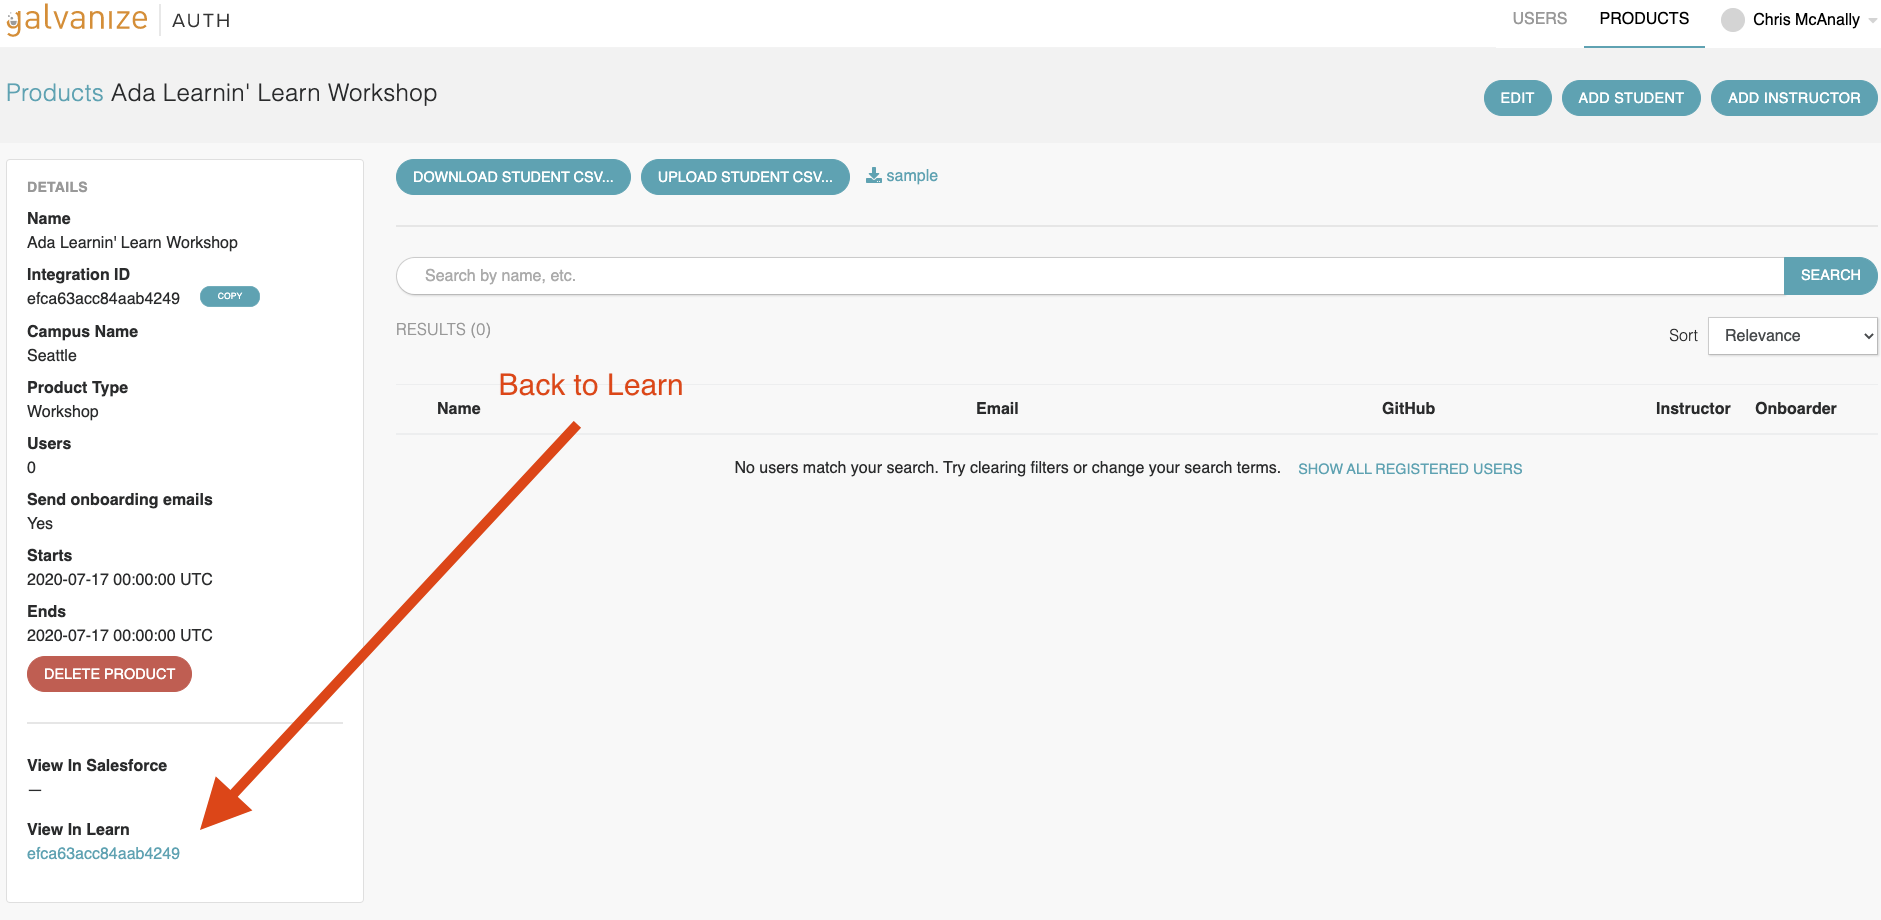 galvanize AUTH
USERS PRODUCTS Chris McAnally
Products Ada Learnin' Learn Workshop
EDIT ADD STUDENT ADD INSTRUCTOR
DETAILS
Name
Ada Learnin' Learn Workshop
Integration ID
efca63acc84aab4249 COPY
Campus Name
Seattle
Product Type
Workshop
Users
0
Send onboarding emails
Yes
Starts
2020-07-17 00:00:00 UTC
Ends
2020-07-17 00:00:00 UTC
DELETE PRODUCT
View In Salesforce
—
View In Learn
efca63acc84aab4249
DOWNLOAD STUDENT CSV... UPLOAD STUDENT CSV... sample
Search by name, etc. SEARCH
RESULTS (0)
Sort Relevance
Back to Learn
Name Email GitHub Instructor Onboarder
No users match your search. Try clearing filters or change your search terms. SHOW ALL REGISTERED USERS